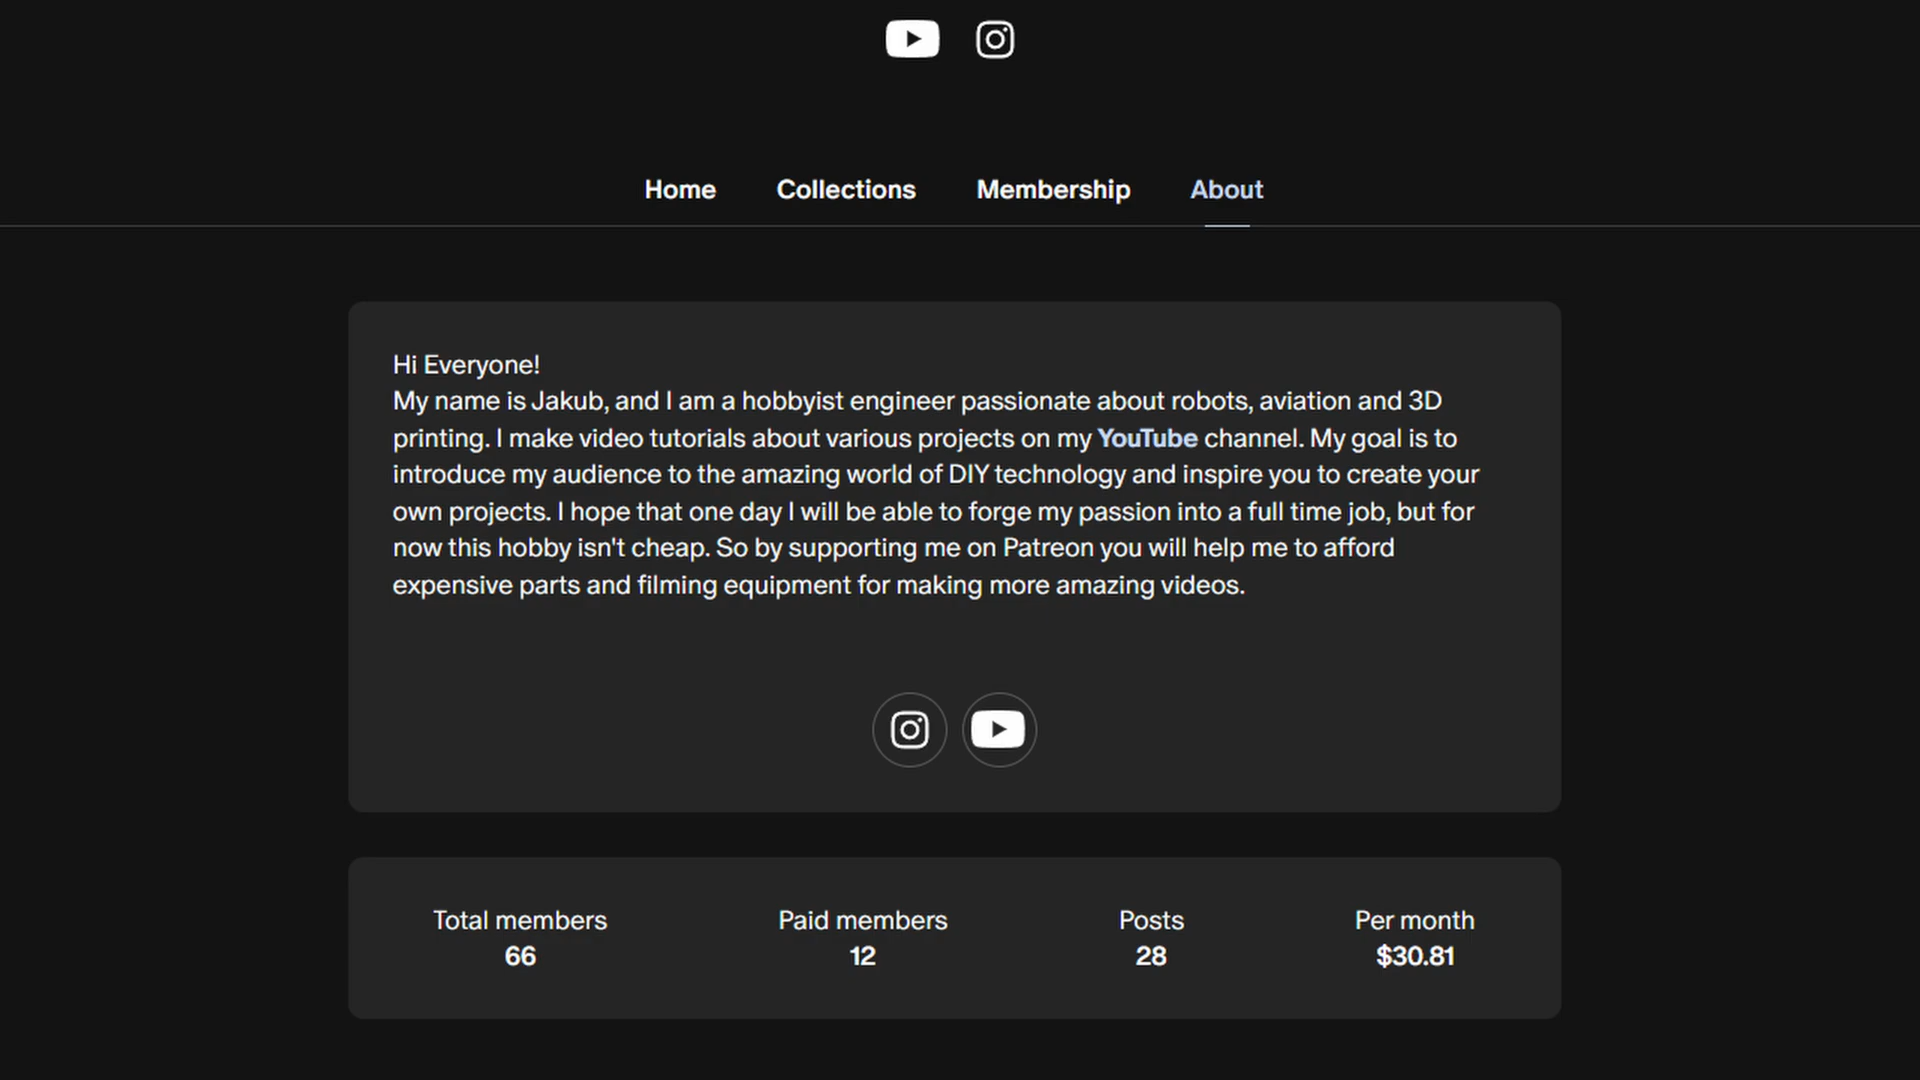 Home Collections Membership About
Hi Everyone!
My name is Jakub, and I am a hobbyist engineer passionate about robots, aviation and 3D
printing. I make video tutorials about various projects on my YouTube channel. My goal is to
introduce my audience to the amazing world of DIY technology and inspire you to create your
own projects. I hope that one day I will be able to forge my passion into a full time job, but for
now this hobby isn't cheap. So by supporting me on Patreon you will help me to afford
expensive parts and filming equipment for making more amazing videos.
Total members Paid members Posts Per month
66 12 28 $30.81